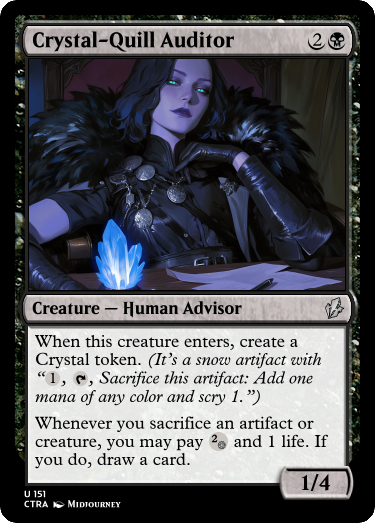 Crystal-Quill Auditor 2
Creature — Human Advisor
When this creature enters, create a
Crystal token. (It's a snow artifact with
“1, , Sacrifice this artifact: Add one
mana of any color and scry 1.”)
Whenever you sacrifice an artifact or
creature, you may pay 2 and 1 life. If
you do, draw a card.
1/4
U 151
CTRA Midjourney